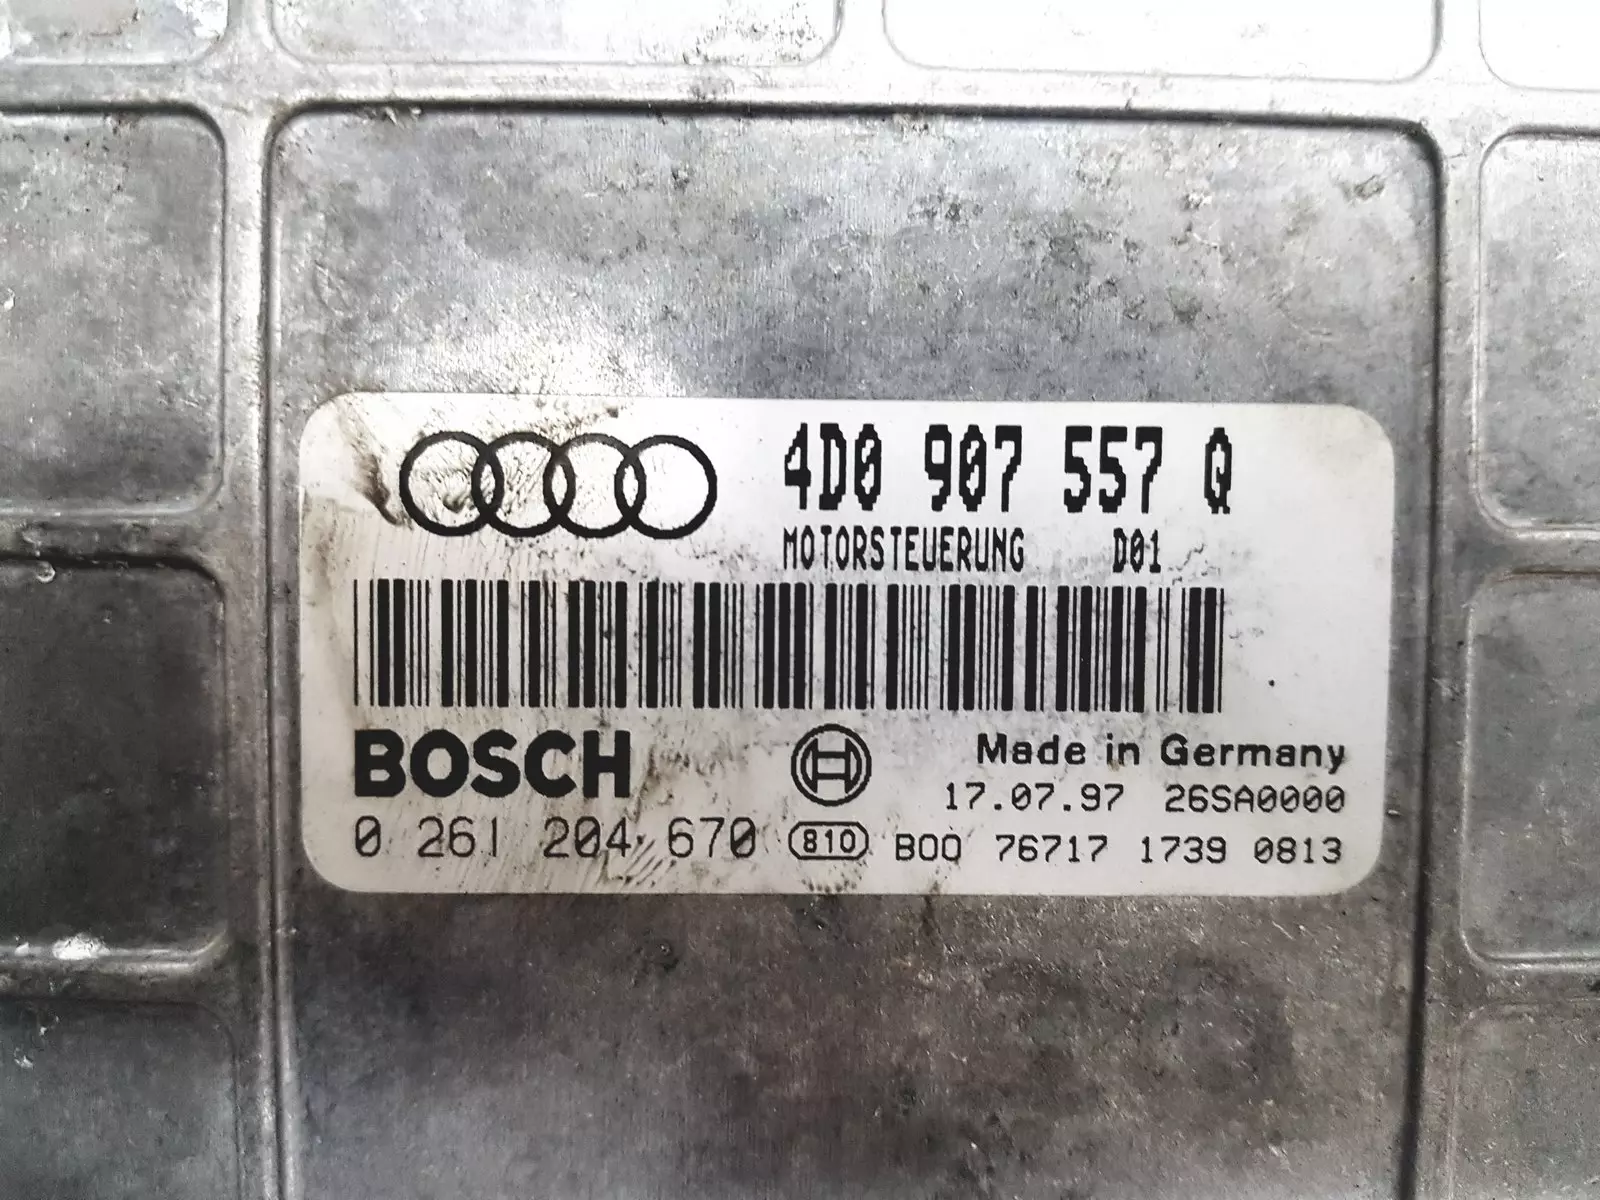 4D0 907 557 Q
MOTORSTEUERUNG D01
BOSCH
Made in Germany
17.07.97 26SA0000
0 261 204 670 810 B00 76717 1739 0813